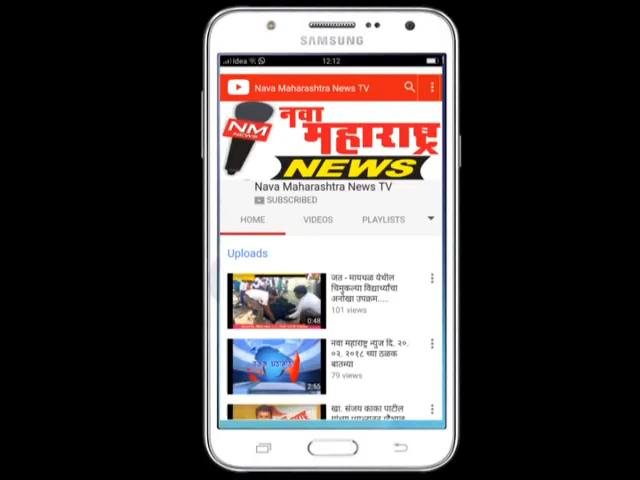 SAMSUNG
Idea 12:12
Nava Maharashtra News TV
नवा
NM
NEWS
महाराष्ट्र
NEWS
Nava Maharashtra News TV
SUBSCRIBED
HOME VIDEOS PLAYLISTS
Uploads
जत - मायथळ येथील
चिमुकल्या विद्यार्थ्यांचा
अनोखा उपक्रम.....
101 views
0:48
नवा महाराष्ट्र न्युज दि. २०.
०२. २०१८ च्या ठळक
बातम्या
79 views
2:55
खा. संजय काका पाटील